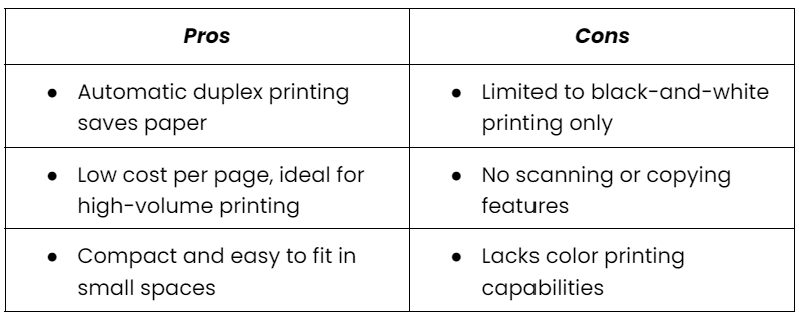 Pros
Cons
● Automatic duplex printing
saves paper
● Limited to black-and-white
printing only
● Low cost per page, ideal for
high-volume printing
● No scanning or copying
features
● Compact and easy to fit in
small spaces
● Lacks color printing
capabilities